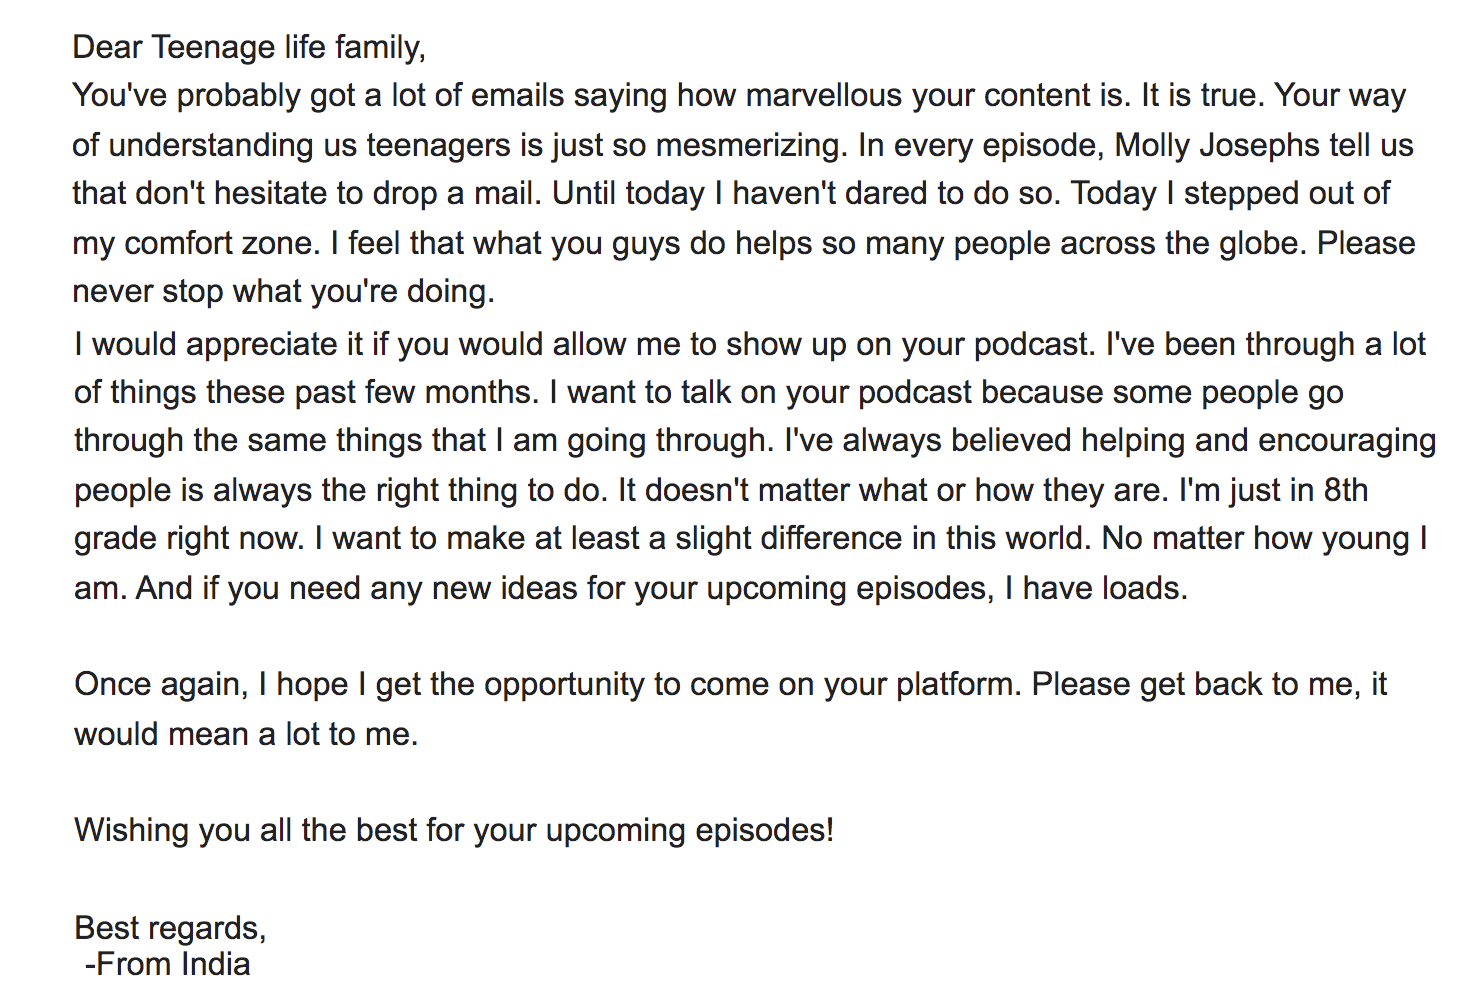 Dear Teenage life family,
You've probably got a lot of emails saying how marvellous your content is. It is true. Your way
of understanding us teenagers is just so mesmerizing. In every episode, Molly Josephs tell us
that don't hesitate to drop a mail. Until today I haven't dared to do so. Today I stepped out of
my comfort zone. I feel that what you guys do helps so many people across the globe. Please
never stop what you're doing.
I would appreciate it if you would allow me to show up on your podcast. I've been through a lot
of things these past few months. I want to talk on your podcast because some people go
through the same things that I am going through. I've always believed helping and encouraging
people is always the right thing to do. It doesn't matter what or how they are. I'm just in 8th
grade right now. I want to make at least a slight difference in this world. No matter how young I
am. And if you need any new ideas for your upcoming episodes, I have loads.
Once again, I hope I get the opportunity to come on your platform. Please get back to me, it
would mean a lot to me.
Wishing you all the best for your upcoming episodes!
Best regards,
-From India